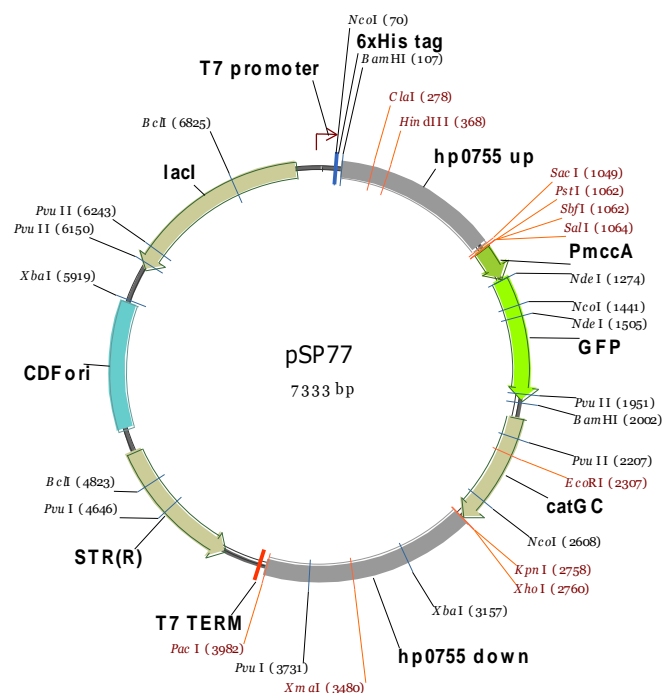 NcoI (70)
6xHis tag
BamHI (107)
T7 promoter
ClaI (278)
HindIII (368)
hp0755 up
BclI (6825)
lacI
SacI (1049)
PstI (1062)
SbfI (1062)
SalI (1064)
PmccA
NdeI (1274)
NcoI (1441)
NdeI (1505)
GFP
PvuII (6243)
PvuII (6150)
XbaI (5919)
pSP77
7333 bp
CDFori
PvuII (1951)
BamHI (2002)
PvuII (2207)
EcoRI (2307)
catGC
NcoI (2608)
BclI (4823)
PvuI (4646)
STR(R)
KpnI (2758)
XhoI (2760)
XbaI (3157)
T7 TERM
PacI (3982)
PvuI (3731)
hp0755 down
XmaI (3480)